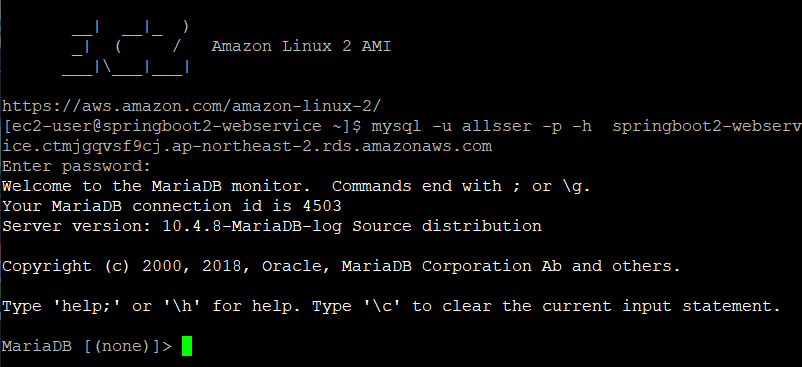 __|  __|_  )
       _|  (     /   Amazon Linux 2 AMI
      ___|\___|___|
https://aws.amazon.com/amazon-linux-2/
[ec2-user@springboot2-webservice ~]$ mysql -u allsser -p -h  springboot2-webserv
ice.ctmjgqvsf9cj.ap-northeast-2.rds.amazonaws.com
Enter password:
Welcome to the MariaDB monitor.  Commands end with ; or \g.
Your MariaDB connection id is 4503
Server version: 10.4.8-MariaDB-log Source distribution
Copyright (c) 2000, 2018, Oracle, MariaDB Corporation Ab and others.
Type 'help;' or '\h' for help. Type '\c' to clear the current input statement.
MariaDB [(none)]>